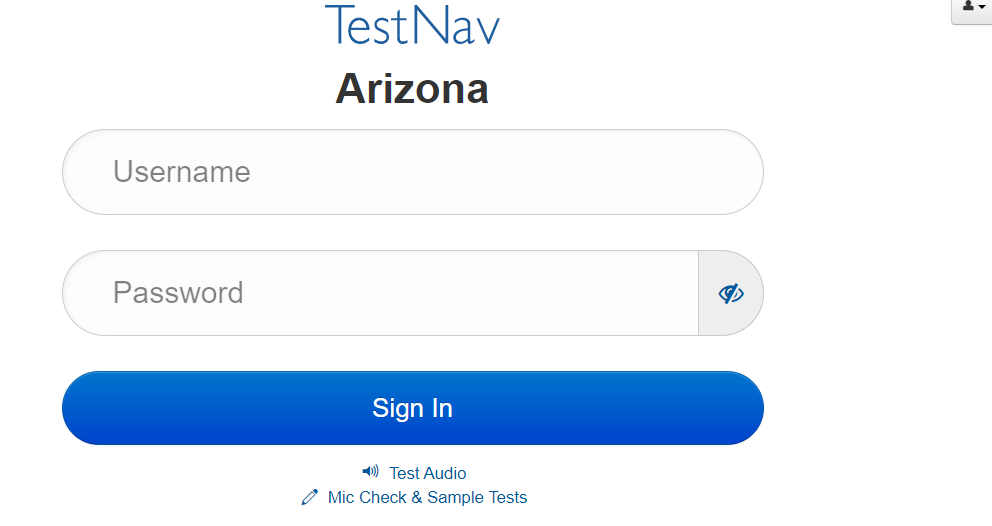 TestNav
Arizona
Username
Password
Sign In
Test Audio
Mic Check & Sample Tests